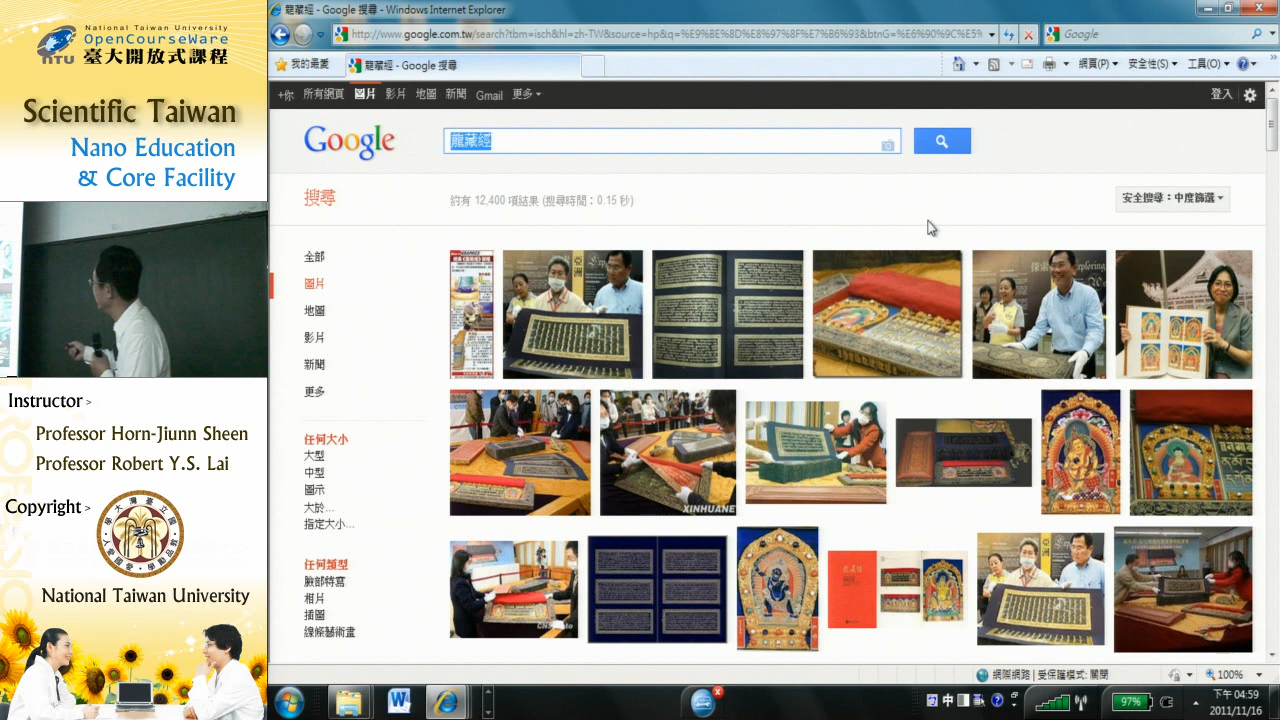 National Taiwan University
OpenCourseWare
臺大開放式課程
NTU
Scientific Taiwan
Nano Education
& Core Facility
Instructor >
Professor Horn-Jiunn Sheen
Professor Robert Y.S. Lai
Copyright >
National Taiwan University
龍藏經 - Google 搜尋 - Windows Internet Explorer
http://www.google.com.tw/search?tbm=isch&hl=zh-TW&source=hp&q=%E9%BE%8D%E8%97%8F%E7%B6%93&btnG=%E6%90%9C%E5%
Google
我的最愛
龍藏經 - Google 搜尋
網頁(P)
安全性(S)
工具(O)
+你
所有網頁
圖片
影片
地圖
新聞
Gmail
更多
登入
Google
龍藏經
搜尋
約有 12,400 項結果 (搜尋時間：0.15 秒)
安全搜尋：中度篩選
全部
圖片
地圖
影片
新聞
更多
任何大小
大型
中型
圖示
大於...
指定大小...
任何類型
臉部特寫
相片
插圖
線條藝術畫
XINHUANET
網際網路 | 受保護模式: 關閉
100%
中
97%
下午 04:59
2011/11/16